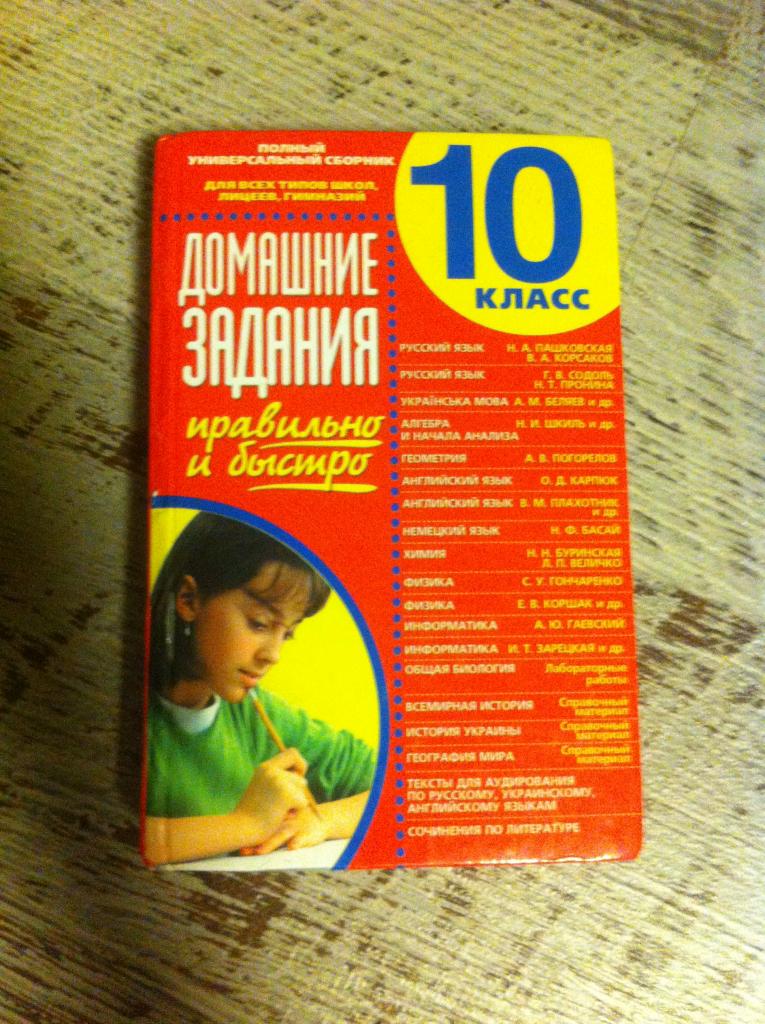 ПОЛНЫЙ
УНИВЕРСАЛЬНЫЙ СБОРНИК
ДЛЯ ВСЕХ ТИПОВ ШКОЛ,
ЛИЦЕЕВ, ГИМНАЗИЙ
10
КЛАСС
ДОМАШНИЕ
ЗАДАНИЯ
правильно
и быстро
РУССКИЙ ЯЗЫК Н. А. ПАШКОВСКАЯ
В. А. КОРСАКОВ
РУССКИЙ ЯЗЫК Г. В. СОДОЛЬ
Н. Т. ПРОНИНА
УКРАЇНСЬКА МОВА А. М. БЕЛЯЕВ и др.
АЛГЕБРА Н. И. ШКИЛЬ и др.
И НАЧАЛА АНАЛИЗА
ГЕОМЕТРИЯ А. В. ПОГОРЕЛОВ
АНГЛИЙСКИЙ ЯЗЫК О. Д. КАРПЮК
АНГЛИЙСКИЙ ЯЗЫК В. М. ПЛАХОТНИК
и др.
НЕМЕЦКИЙ ЯЗЫК Н. Ф. БАСАЙ
ХИМИЯ Н. Н. БУРИНСКАЯ
Л. П. ВЕЛИЧКО
ФИЗИКА С. У. ГОНЧАРЕНКО
ФИЗИКА Е. В. КОРШАК и др.
ИНФОРМАТИКА А. Ю. ГАЕВСКИЙ
ИНФОРМАТИКА И. Т. ЗАРЕЦКАЯ и др.
ОБЩАЯ БИОЛОГИЯ Лабораторные
работы
ВСЕМИРНАЯ ИСТОРИЯ Справочный
материал
ИСТОРИЯ УКРАИНЫ Справочный
материал
ГЕОГРАФИЯ МИРА Справочный
материал
ТЕКСТЫ ДЛЯ АУДИРОВАНИЯ
ПО РУССКОМУ, УКРАИНСКОМУ,
АНГЛИЙСКОМУ ЯЗЫКАМ
СОЧИНЕНИЯ ПО ЛИТЕРАТУРЕ